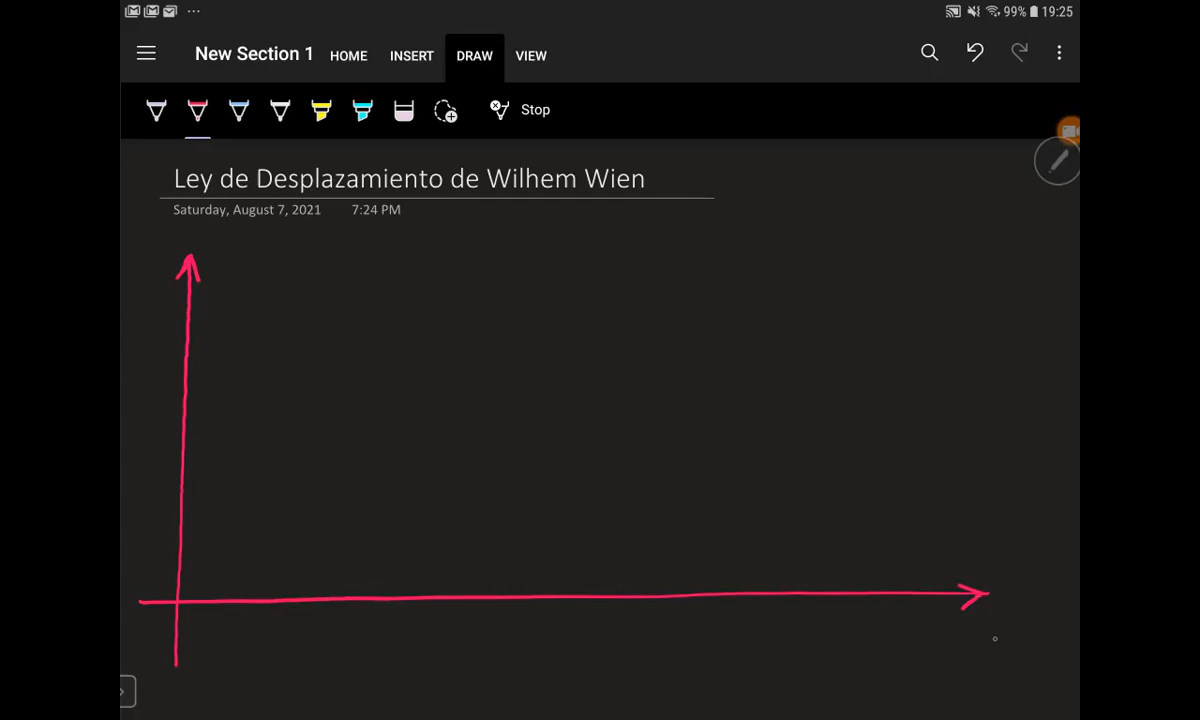 99% 19:25
New Section 1 HOME INSERT DRAW VIEW
Stop
Ley de Desplazamiento de Wilhem Wien
Saturday, August 7, 2021 7:24 PM